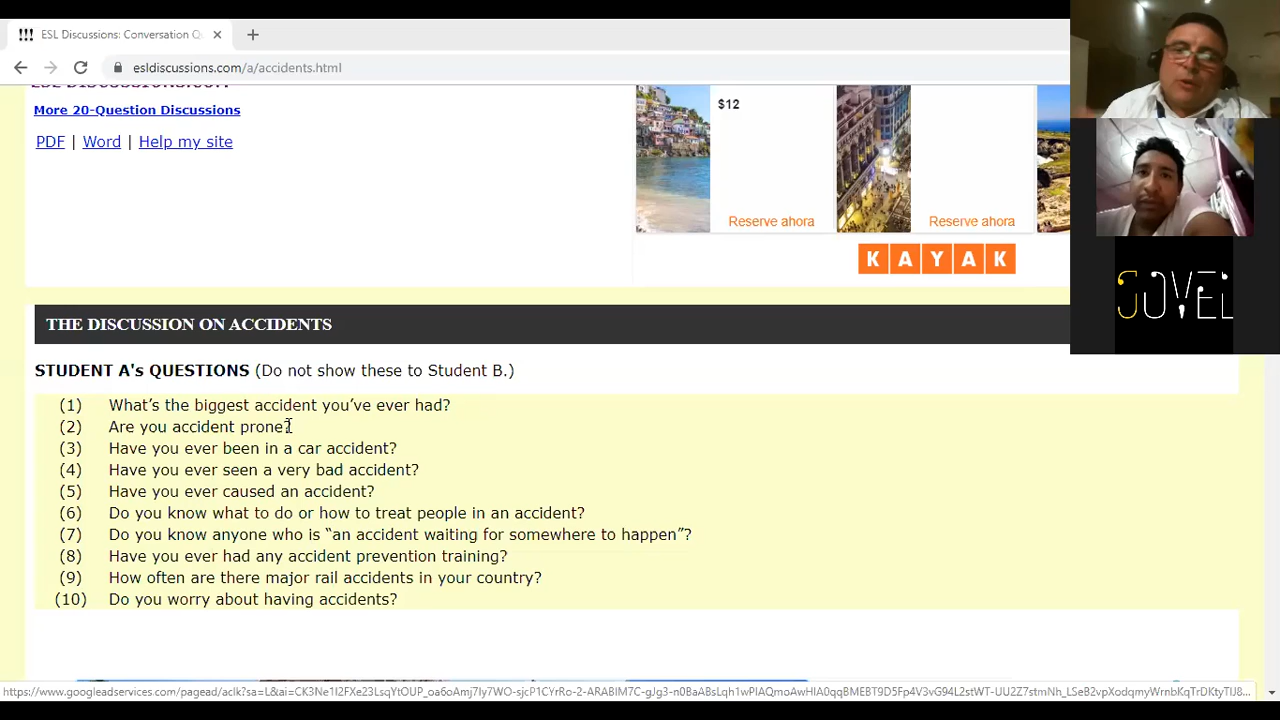 ESL Discussions: Conversation Q
esldiscussions.com/a/accidents.html
ESL DISCUSSIONS.COM
More 20-Question Discussions
PDF | Word | Help my site
$12
Reserve ahora
Reserve ahora
KAYAK
JOVEL
THE DISCUSSION ON ACCIDENTS
STUDENT A's QUESTIONS (Do not show these to Student B.)
(1) What's the biggest accident you've ever had?
(2) Are you accident prone?
(3) Have you ever been in a car accident?
(4) Have you ever seen a very bad accident?
(5) Have you ever caused an accident?
(6) Do you know what to do or how to treat people in an accident?
(7) Do you know anyone who is “an accident waiting for somewhere to happen”?
(8) Have you ever had any accident prevention training?
(9) How often are there major rail accidents in your country?
(10) Do you worry about having accidents?